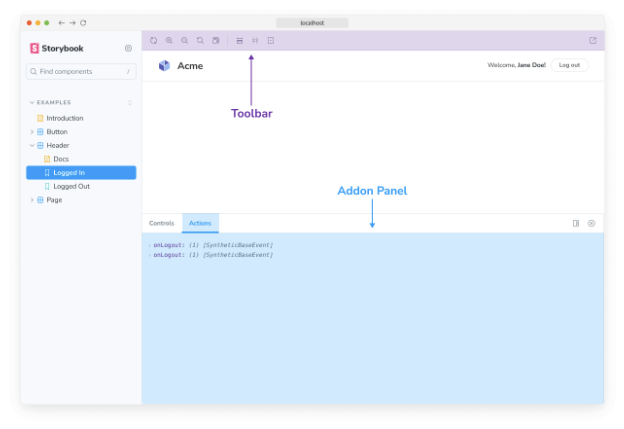 localhost
Storybook
Find components
/
EXAMPLES
Introduction
Button
Header
Docs
Logged In
Logged Out
Page
Acme
Welcome, Jane Doe!
Log out
Toolbar
Addon Panel
Controls
Actions
onLogout: (1) [SyntheticBaseEvent]
onLogout: (1) [SyntheticBaseEvent]